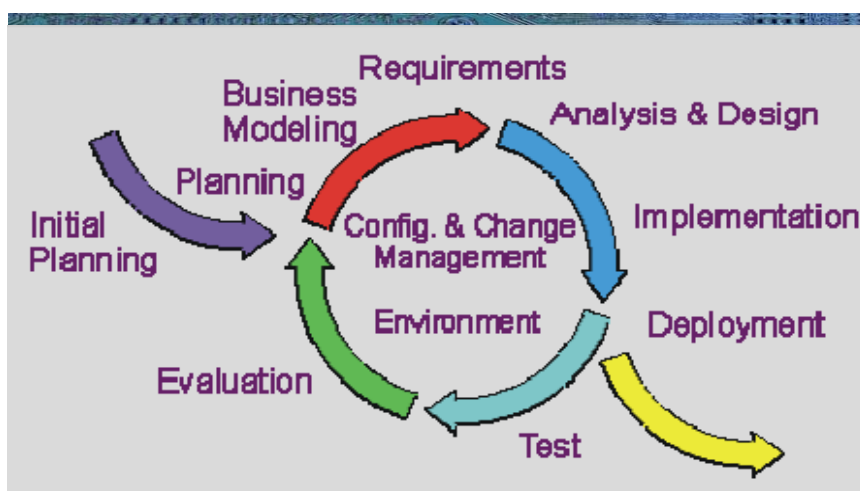 Requirements
Business
Modeling
Analysis & Design
Planning
Initial
Planning
Config. & Change
Management
Implementation
Environment
Deployment
Evaluation
Test